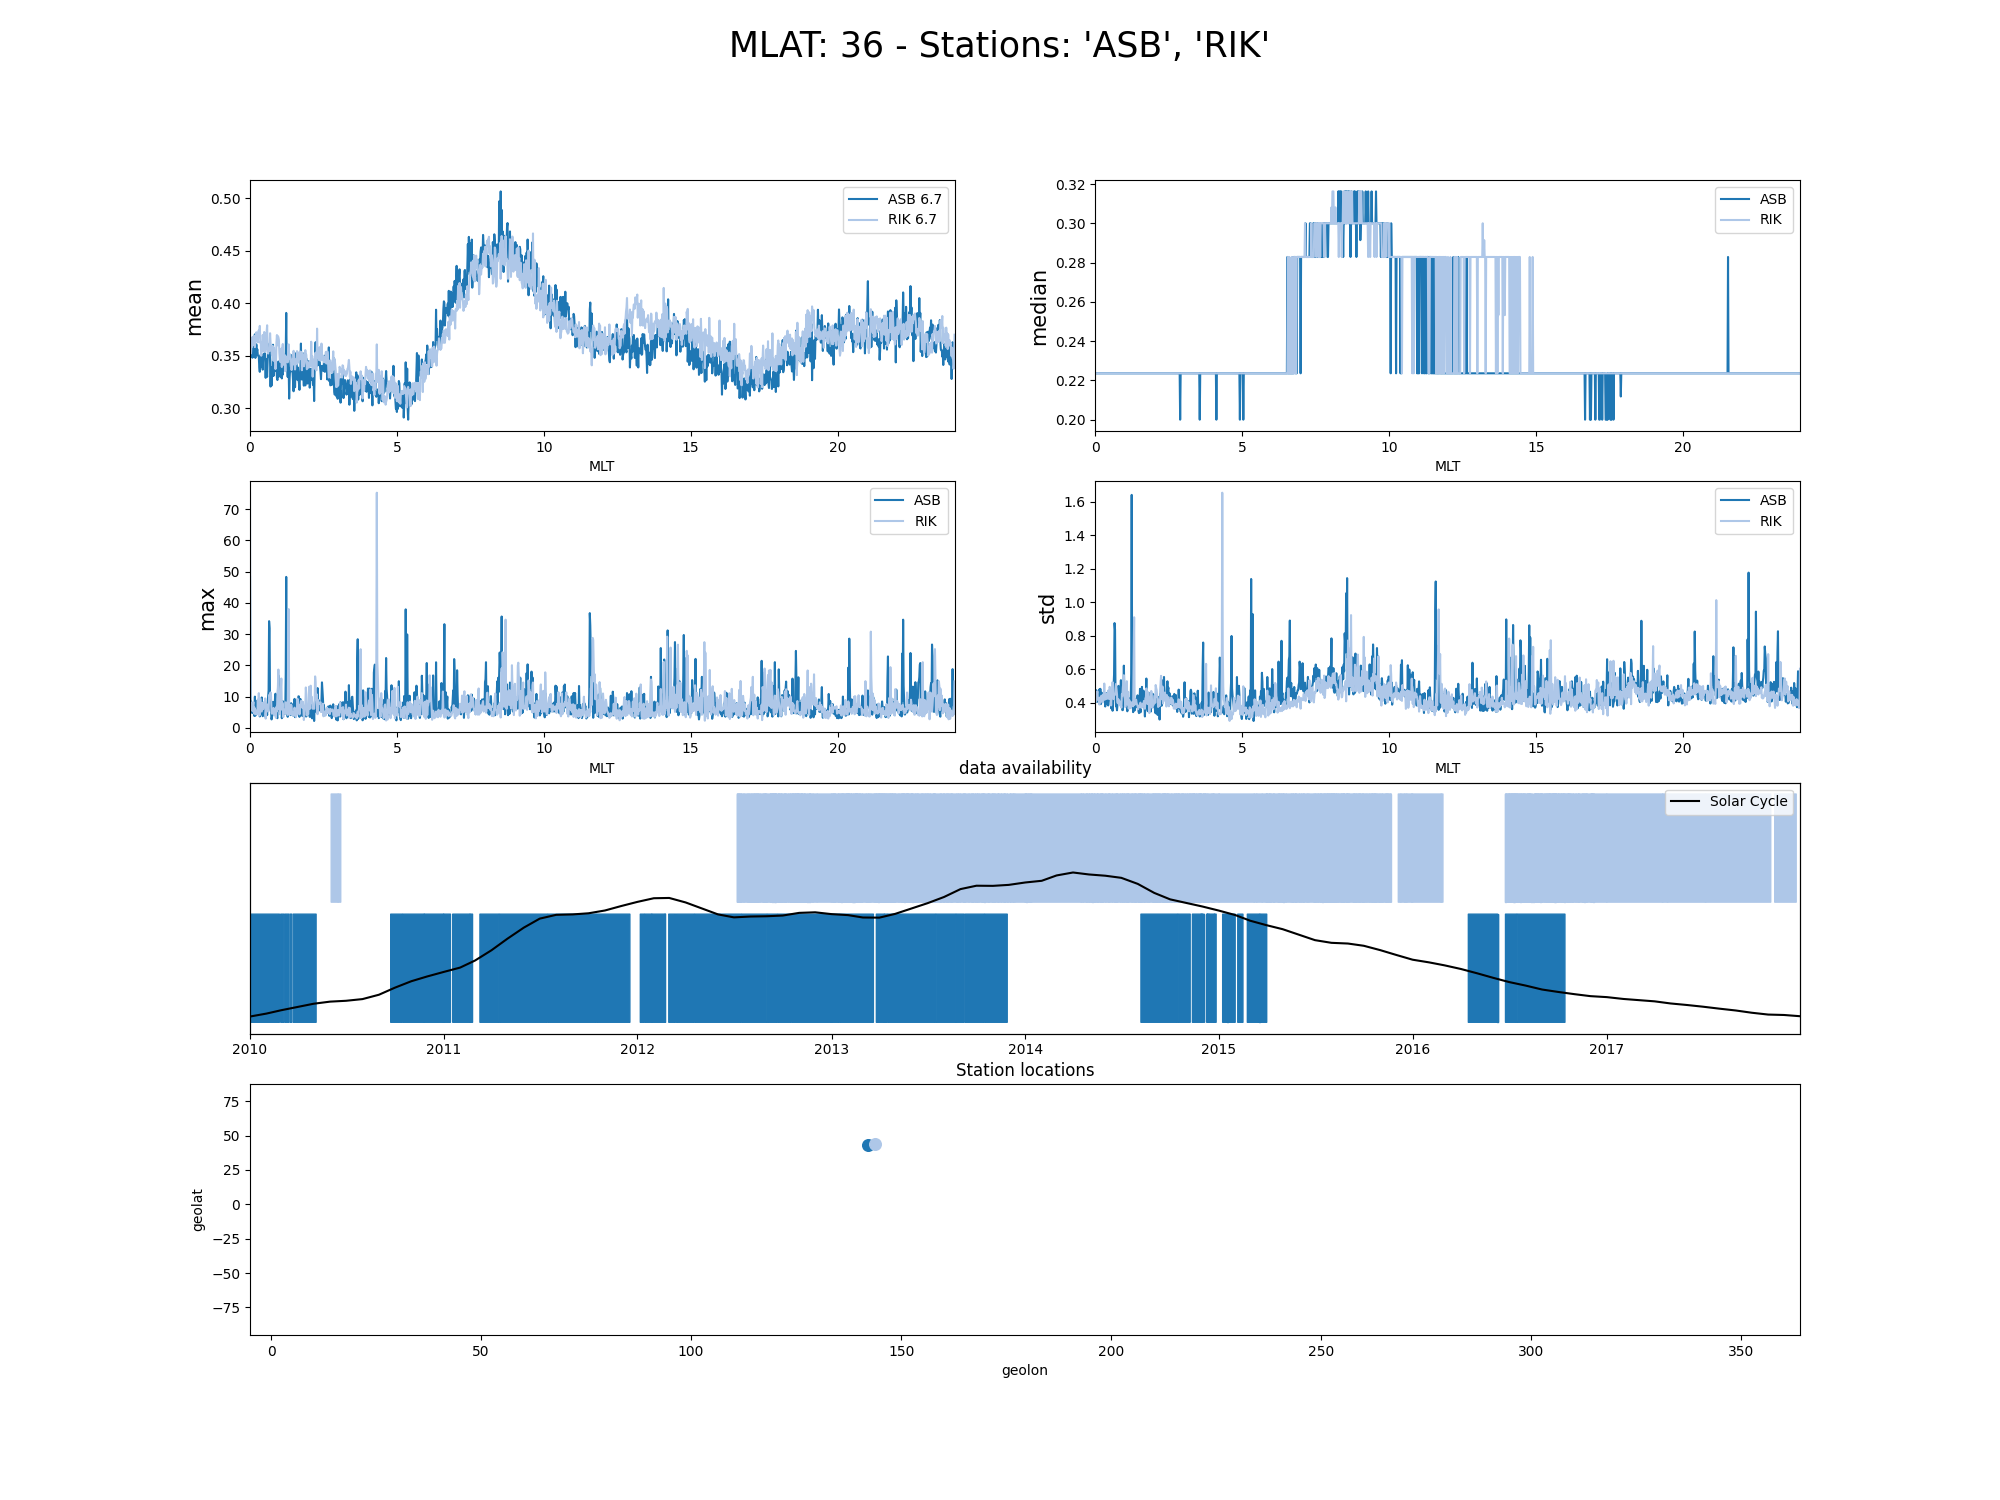 MLAT: 36 - Stations: 'ASB', 'RIK'
mean
0.50
0.45
0.40
0.35
0.30
ASB 6.7
RIK 6.7
0 5 10 15 20
MLT
median
0.32
0.30
0.28
0.26
0.24
0.22
0.20
ASB
RIK
0 5 10 15 20
MLT
max
70
60
50
40
30
20
10
0
ASB
RIK
0 5 10 15 20
MLT
std
1.6
1.4
1.2
1.0
0.8
0.6
0.4
ASB
RIK
0 5 10 15 20
MLT
data availability
Solar Cycle
2010 2011 2012 2013 2014 2015 2016 2017
Station locations
geolat
75
50
25
0
−25
−50
−75
0 50 100 150 200 250 300 350
geolon